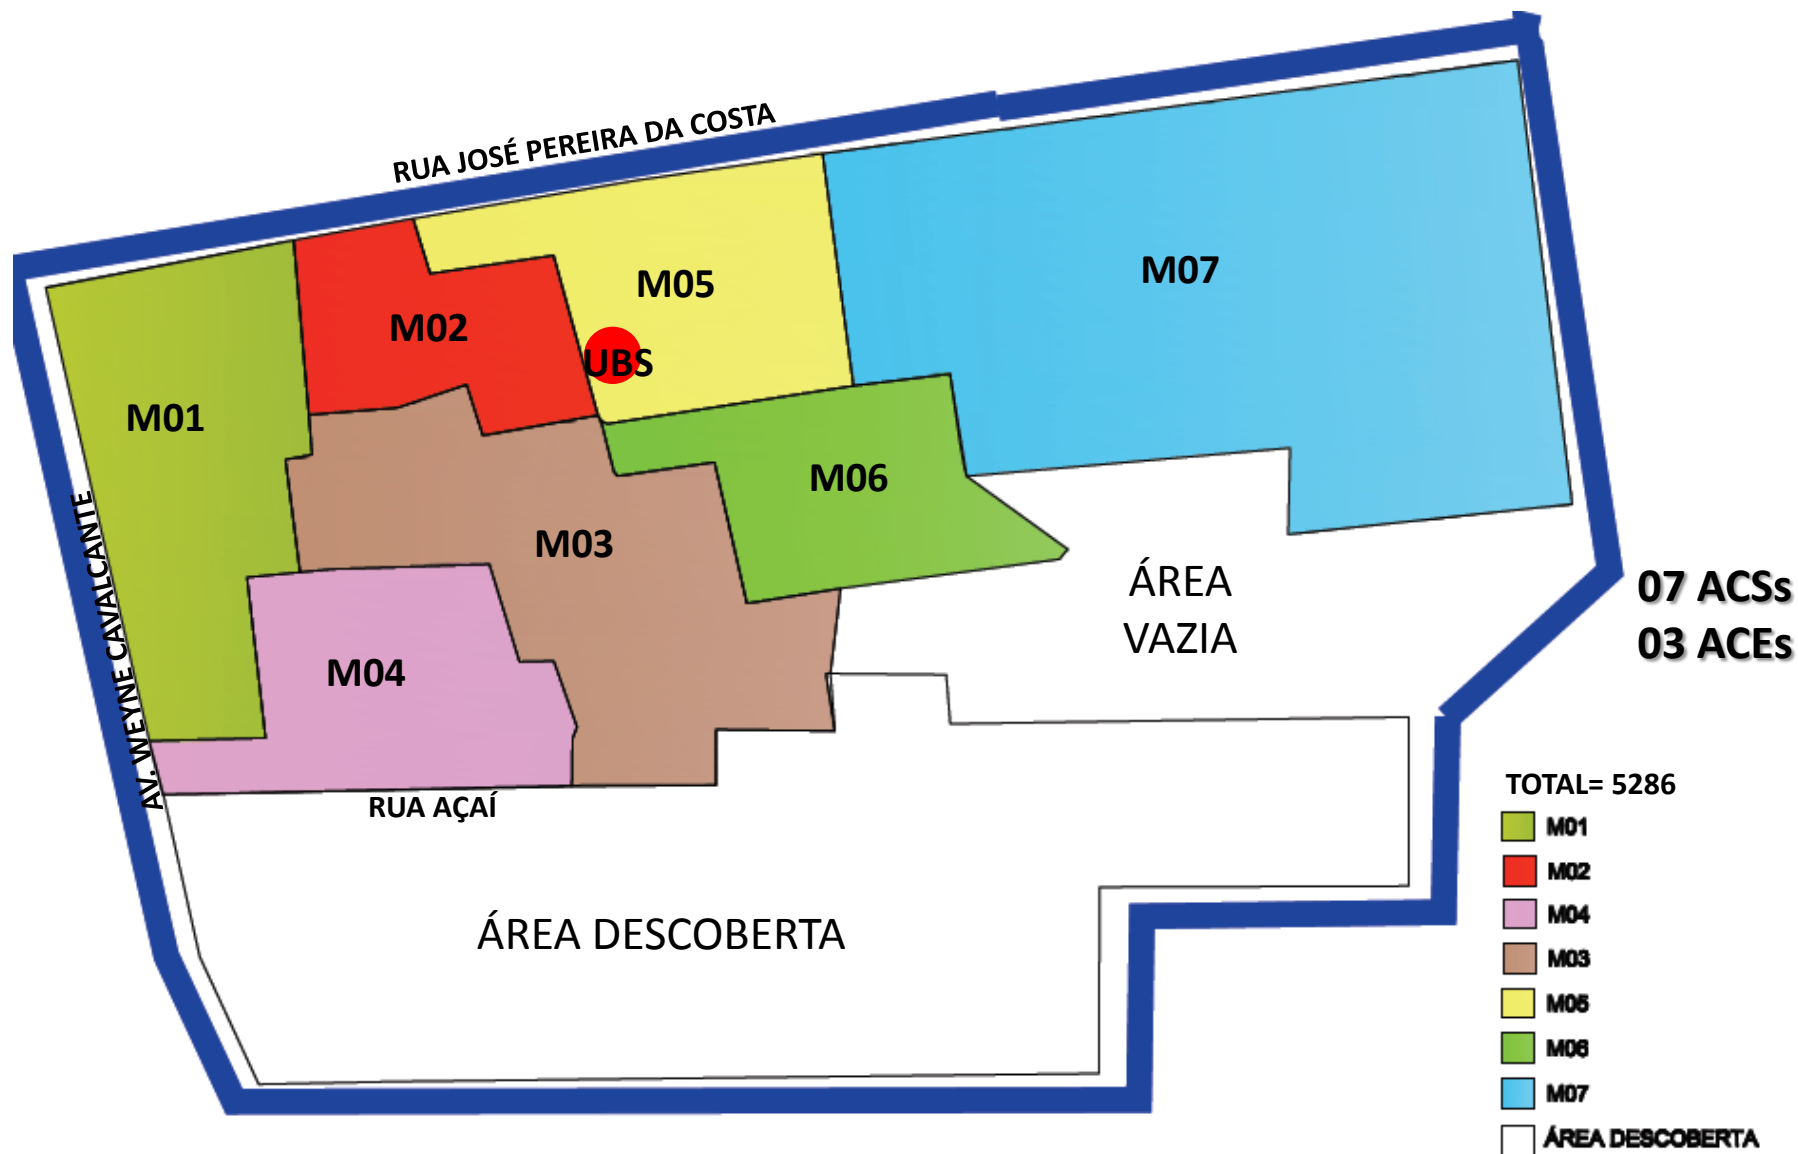 RUA JOSÉ PEREIRA DA COSTA
M07
M05
M02
UBS
M01
M06
M03
AV. WEYNE CAVALCANTE
ÁREA
VAZIA
07 ACSs
03 ACEs
M04
RUA AÇAÍ
ÁREA DESCOBERTA
TOTAL= 5286
M01
M02
M04
M03
M05
M06
M07
ÁREA DESCOBERTA